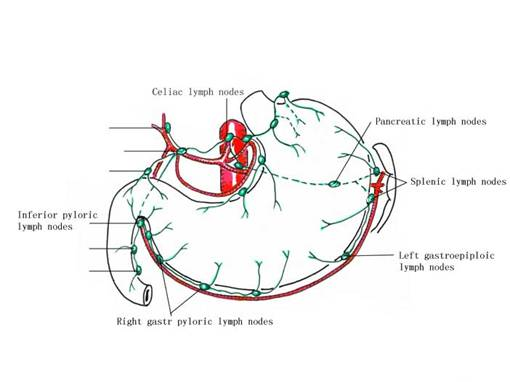 Celiac lymph nodes
Pancreatic lymph nodes
Splenic lymph nodes
Inferior pyloric
lymph nodes
Left gastroepiploic
lymph nodes
Right gastr pyloric lymph nodes